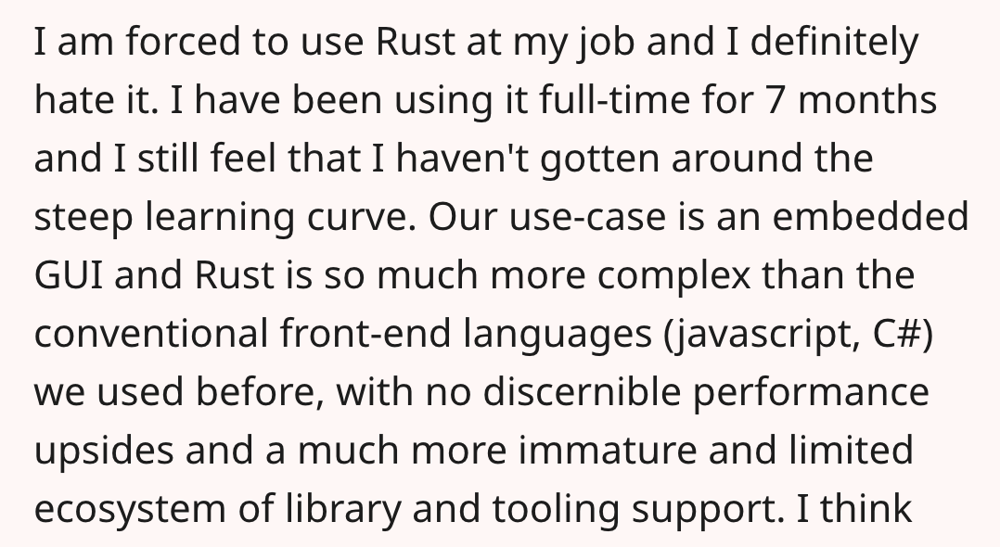 I am forced to use Rust at my job and I definitely
hate it. I have been using it full-time for 7 months
and I still feel that I haven't gotten around the
steep learning curve. Our use-case is an embedded
GUI and Rust is so much more complex than the
conventional front-end languages (javascript, C#)
we used before, with no discernible performance
upsides and a much more immature and limited
ecosystem of library and tooling support. I think